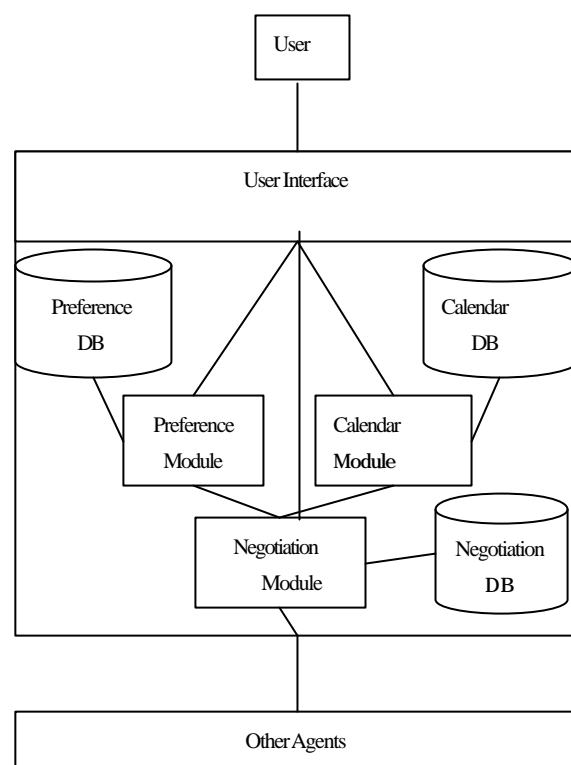 User
User Interface
Preference
DB
Calendar
DB
Preference
Module
Calendar
Module
Negotiation
Module
Negotiation
DB
Other Agents